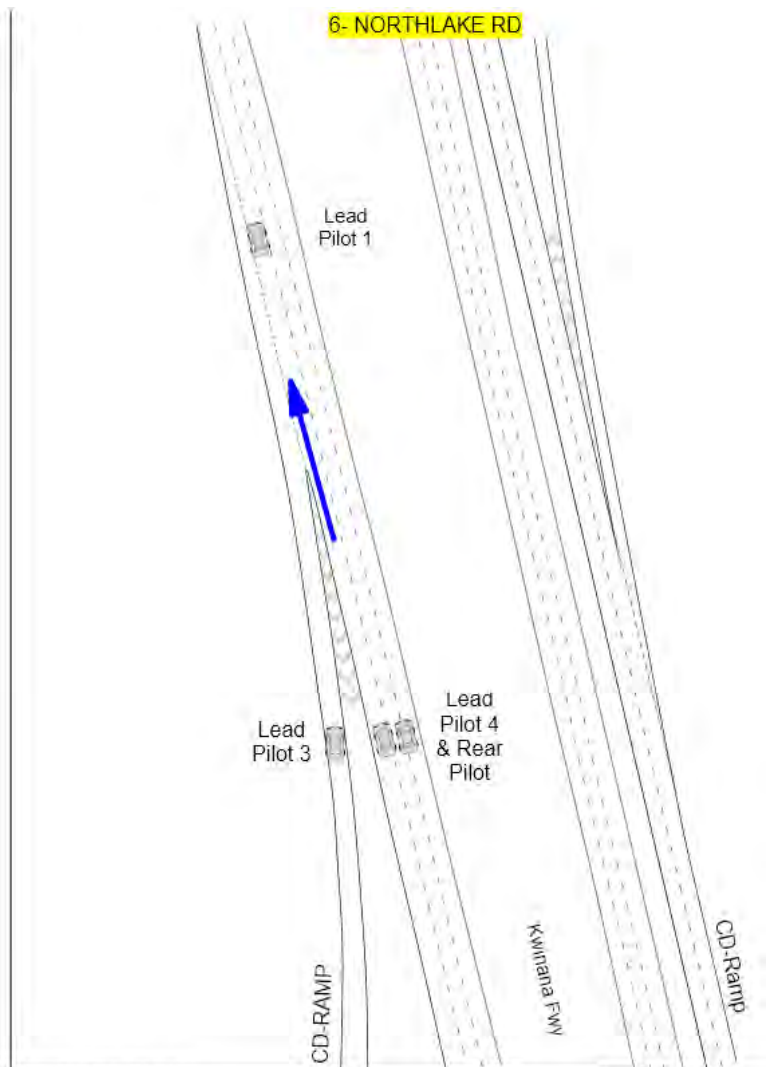 6- NORTHLAKE RD
Lead
Pilot 1
Lead
Pilot 3
Lead
Pilot 4
& Rear
Pilot
CD-RAMP
Kwinana FWY
CD-Ramp